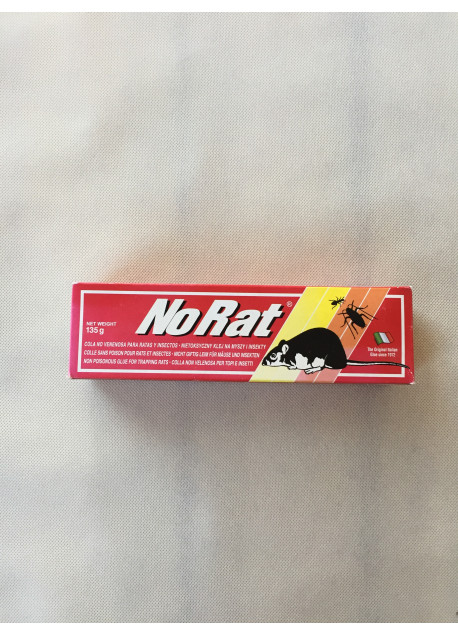 NoRat®
NET WEIGHT
135 g
COLA NO VENENOSA PARA RATAS Y INSECTOS - NIETOKSYCZNY KLEJ NA MYSZY I INSEKTY
COLLE SANS POISON POUR RATS ET INSECTES - NICHT GIFTIG LEIM FÜR MÄUSE UND INSEKTEN
NON POISONOUS GLUE FOR TRAPPING RATS - COLLA NON VELENOSA PER TOPI E INSETTI
The Original Italian
Glue since 1972